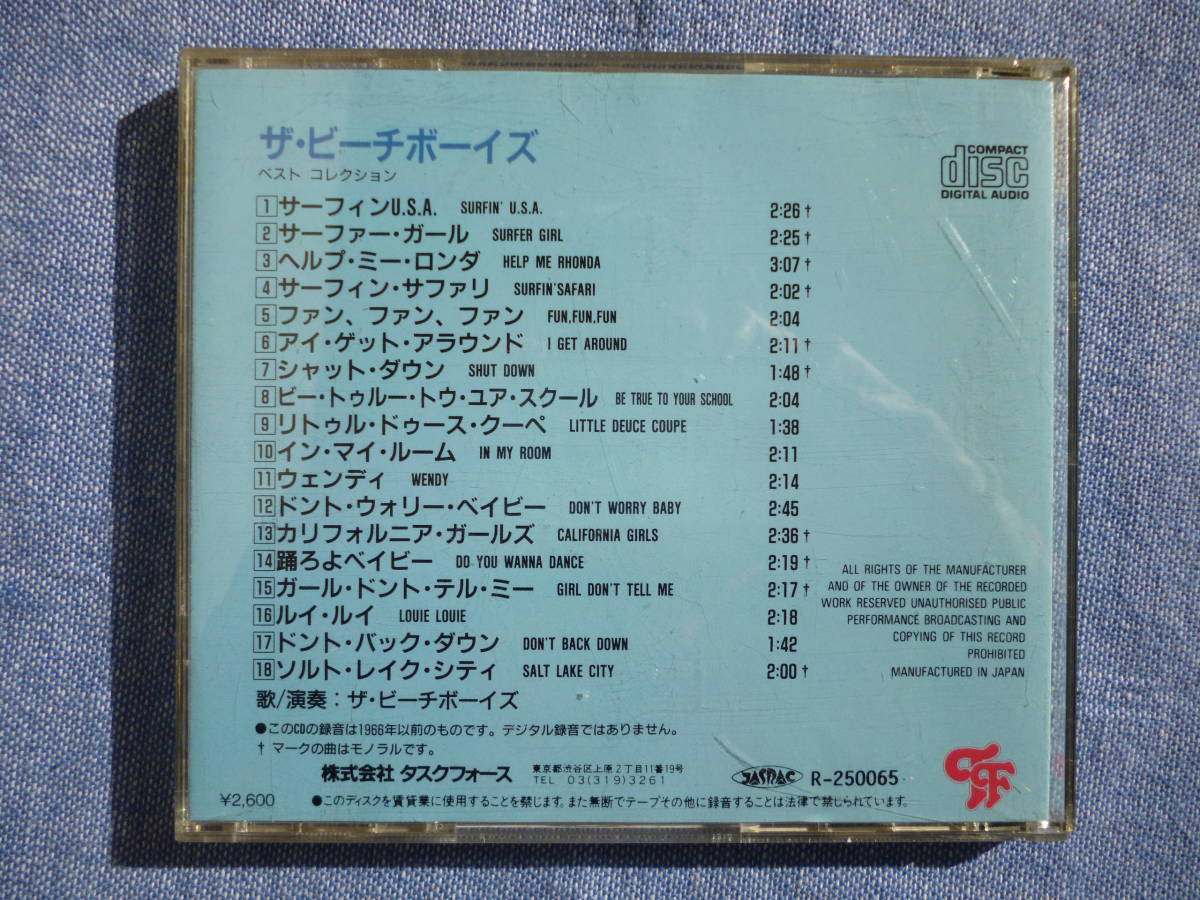 ザ・ビーチボーイズ
ベスト コレクション
COMPACT
disc
DIGITAL AUDIO
1 サーフィンU.S.A. SURFIN' U.S.A. 2:26 †
2 サーファー・ガール SURFER GIRL 2:25 †
3 ヘルプ・ミー・ロンダ HELP ME RHONDA 3:07 †
4 サーフィン・サファリ SURFIN'SAFARI 2:02 †
5 ファン、ファン、ファン FUN,FUN,FUN 2:04
6 アイ・ゲット・アラウンド I GET AROUND 2:11 †
7 シャット・ダウン SHUT DOWN 1:48 †
8 ビー・トゥルー・トウ・ユア・スクール BE TRUE TO YOUR SCHOOL 2:04
9 リトゥル・ドゥース・クーペ LITTLE DEUCE COUPE 1:38
10 イン・マイ・ルーム IN MY ROOM 2:11
11 ウェンディ WENDY 2:14
12 ドント・ウォリー・ベイビー DON'T WORRY BABY 2:45
13 カリフォルニア・ガールズ CALIFORNIA GIRLS 2:36 †
14 踊ろよベイビー DO YOU WANNA DANCE 2:19 †
15 ガール・ドント・テル・ミー GIRL DON'T TELL ME 2:17 †
16 ルイ・ルイ LOUIE LOUIE 2:18
17 ドント・バック・ダウン DON'T BACK DOWN 1:42
18 ソルト・レイク・シティ SALT LAKE CITY 2:00 †
歌/演奏：ザ・ビーチボーイズ
ALL RIGHTS OF THE MANUFACTURER
AND OF THE OWNER OF THE RECORDED
WORK RESERVED UNAUTHORISED PUBLIC
PERFORMANCE BROADCASTING AND
COPYING OF THIS RECORD
PROHIBITED
MANUFACTURED IN JAPAN
●このCDの録音は1966年以前のものです。デジタル録音ではありません。
† マークの曲はモノラルです。
株式会社 タスクフォース 東京都渋谷区上原2丁目11番19号
TEL 03(319)3261
JASRAC R-250065
¥2,600 ●このディスクを賃貸業に使用することを禁じます。また無断でテープその他に録音することは法律で禁じられています。